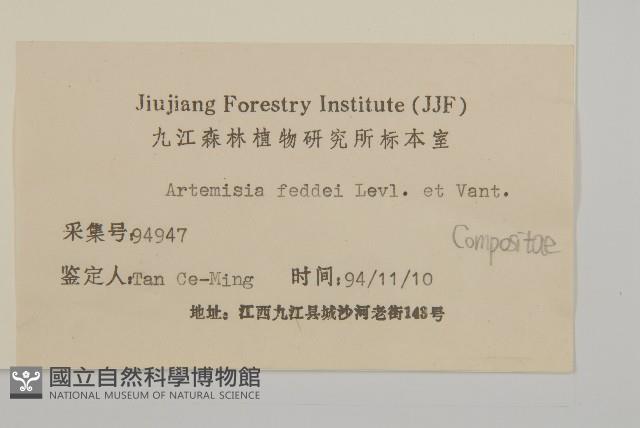 Jiujiang Forestry Institute (JJF)
九江森林植物研究所标本室
Artemisia feddei Levl. et Vant.
采集号:94947
Compositae
鉴定人:Tan Ce-Ming 时间:94/11/10
地址: 江西九江县城沙河老街143号
國立自然科學博物館
NATIONAL MUSEUM OF NATURAL SCIENCE